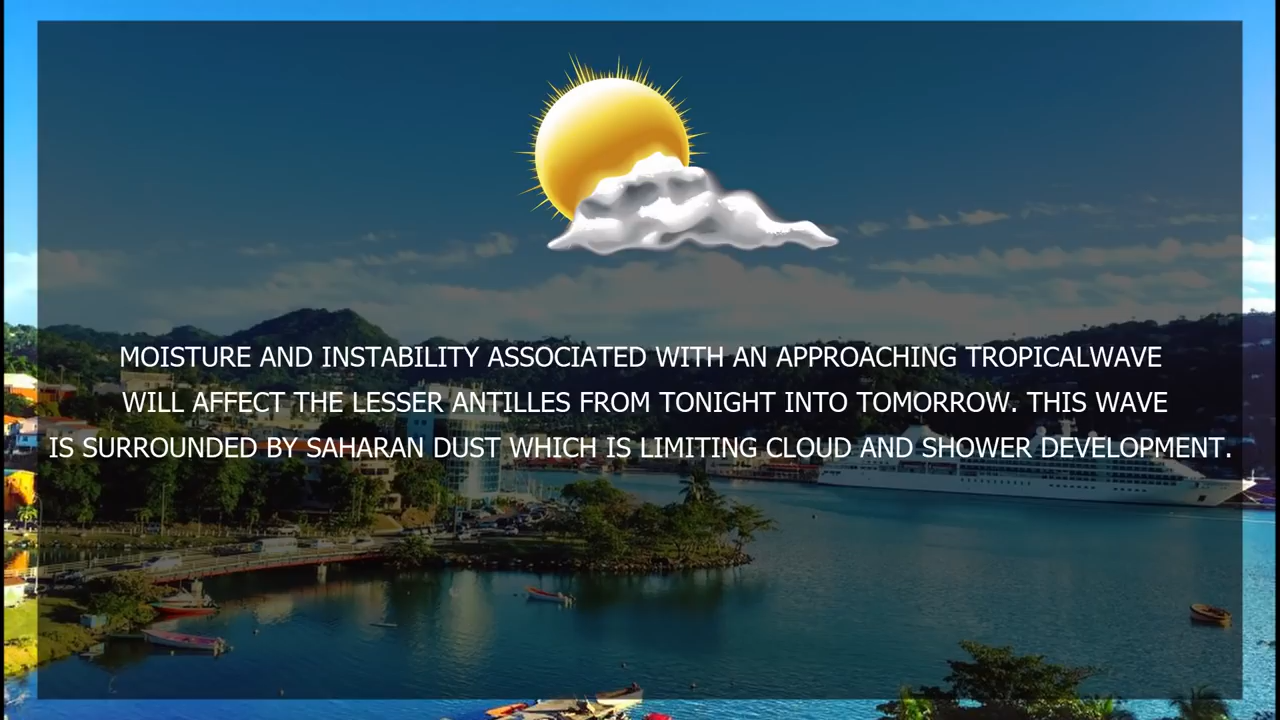 MOISTURE AND INSTABILITY ASSOCIATED WITH AN APPROACHING TROPICALWAVE
WILL AFFECT THE LESSER ANTILLES FROM TONIGHT INTO TOMORROW. THIS WAVE
IS SURROUNDED BY SAHARAN DUST WHICH IS LIMITING CLOUD AND SHOWER DEVELOPMENT.